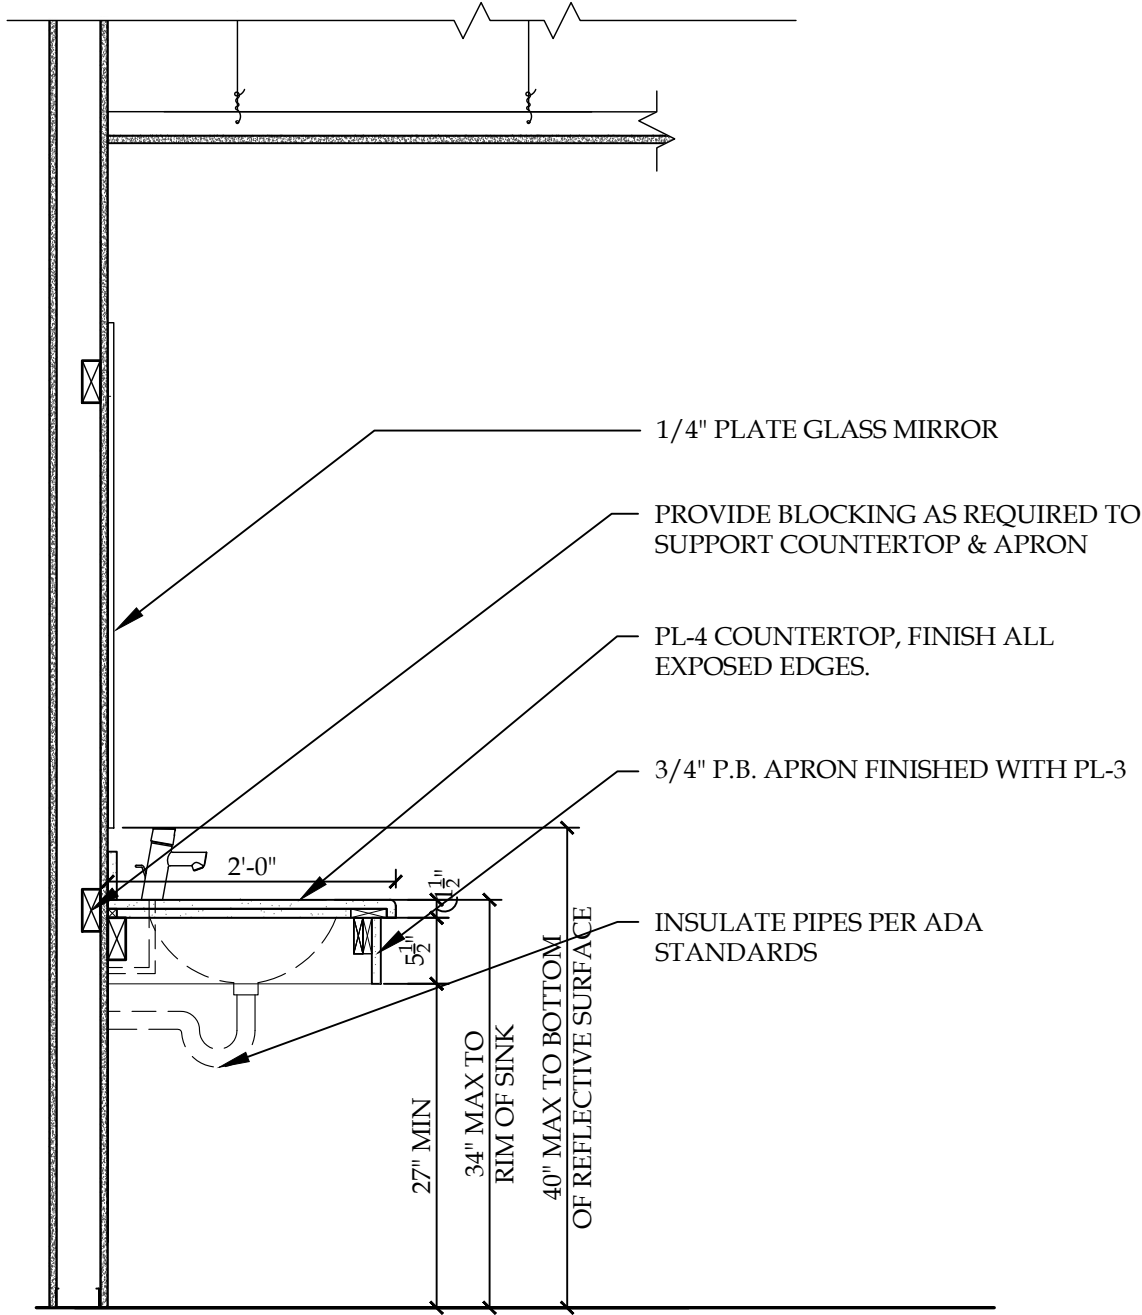 1/4" PLATE GLASS MIRROR
PROVIDE BLOCKING AS REQUIRED TO
SUPPORT COUNTERTOP & APRON
PL-4 COUNTERTOP, FINISH ALL
EXPOSED EDGES.
3/4" P.B. APRON FINISHED WITH PL-3
2'-0"
1 1/2"
5 1/2"
INSULATE PIPES PER ADA
STANDARDS
27" MIN
34" MAX TO
RIM OF SINK
40" MAX TO BOTTOM
OF REFLECTIVE SURFACE